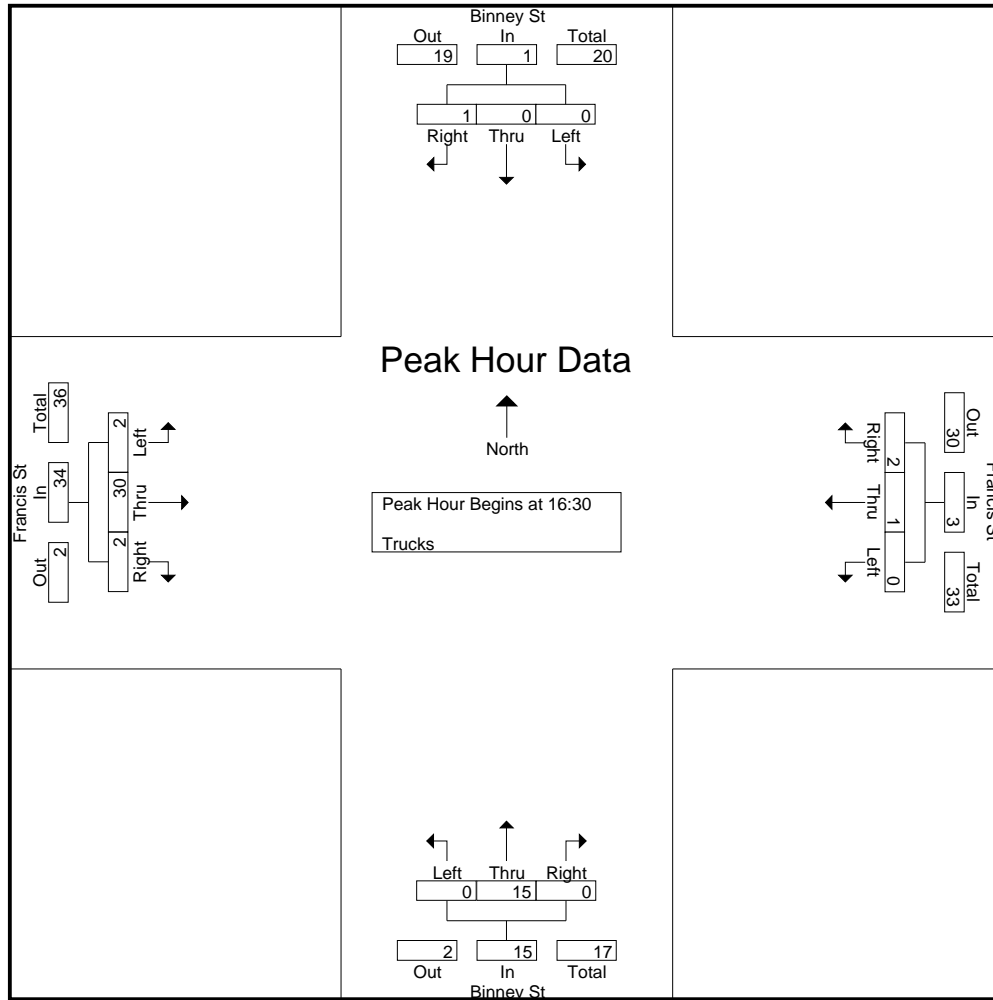 Binney St
Out In Total
19 1 20
1 0 0
Right Thru Left
Peak Hour Data
North
Peak Hour Begins at 16:30
Trucks
Francis St
Total In Out
36 34 2
2 30 2
Left Thru Right
Right Thru Left
2 1 0
Out In Total
30 3 33
Francis St
Left Thru Right
0 15 0
2 15 17
Out In Total
Binney St